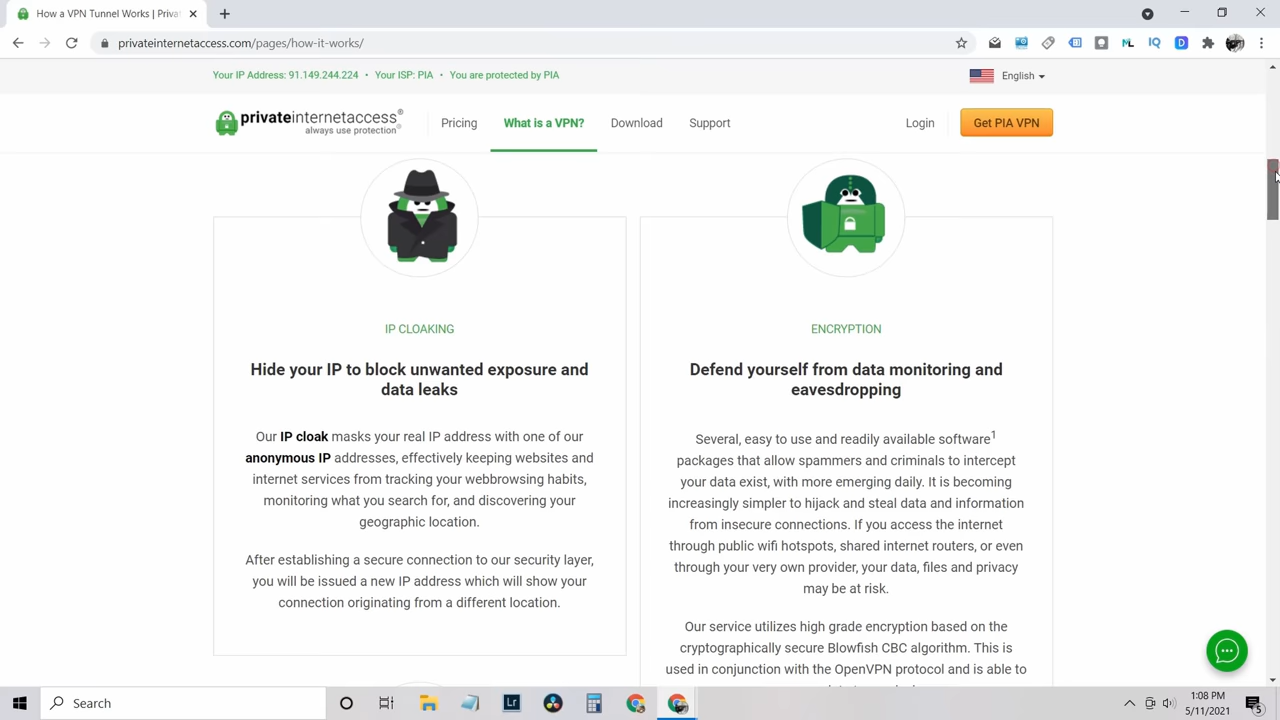 How a VPN Tunnel Works | Priva
privateinternetaccess.com/pages/how-it-works/
Your IP Address: 91.149.244.224 • Your ISP: PIA • You are protected by PIA
English
privateinternetaccess®
always use protection®
Pricing
What is a VPN?
Download
Support
Login
Get PIA VPN
IP CLOAKING
Hide your IP to block unwanted exposure and
data leaks
Our IP cloak masks your real IP address with one of our
anonymous IP addresses, effectively keeping websites and
internet services from tracking your webbrowsing habits,
monitoring what you search for, and discovering your
geographic location.
After establishing a secure connection to our security layer,
you will be issued a new IP address which will show your
connection originating from a different location.
ENCRYPTION
Defend yourself from data monitoring and
eavesdropping
Several, easy to use and readily available software1
packages that allow spammers and criminals to intercept
your data exist, with more emerging daily. It is becoming
increasingly simpler to hijack and steal data and information
from insecure connections. If you access the internet
through public wifi hotspots, shared internet routers, or even
through your very own provider, your data, files and privacy
may be at risk.
Our service utilizes high grade encryption based on the
cryptographically secure Blowfish CBC algorithm. This is
used in conjunction with the OpenVPN protocol and is able to
Search
Lr
1:08 PM
5/11/2021
5